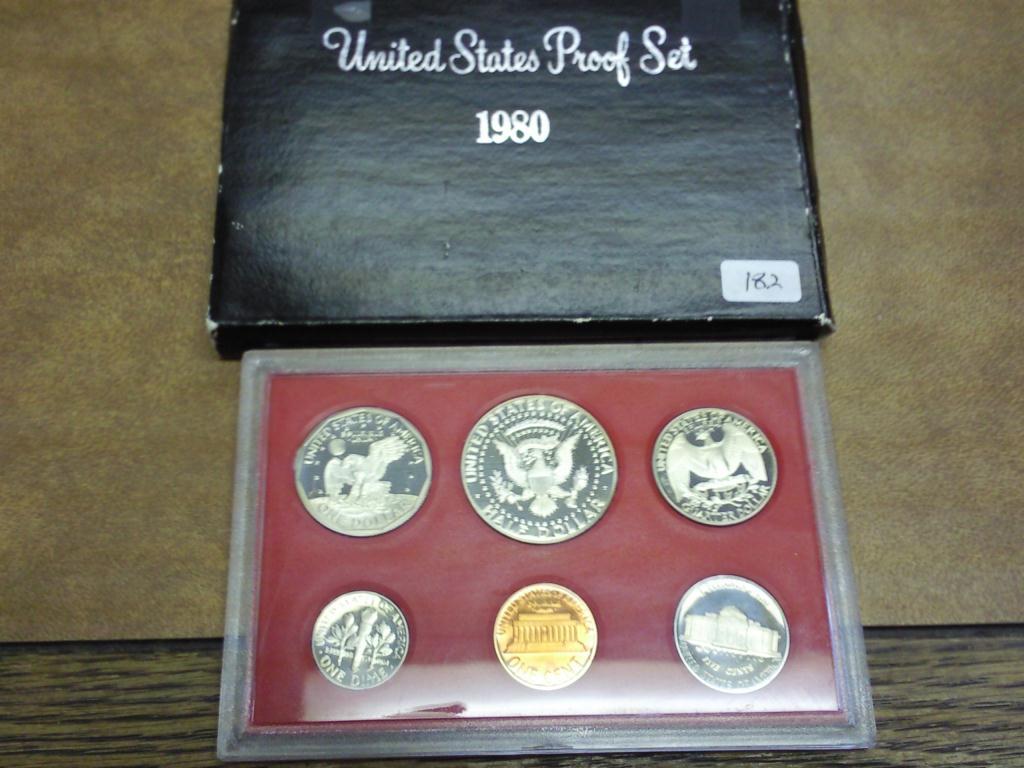 United States Proof Set
1980
182
UNITED STATES OF AMERICA
ONE DOLLAR
UNITED STATES OF AMERICA
HALF DOLLAR
UNITED STATES OF AMERICA
QUARTER DOLLAR
UNITED STATES OF AMERICA
ONE DIME
UNITED STATES OF AMERICA
ONE CENT
FIVE CENTS
UNITED STATES OF AMERICA